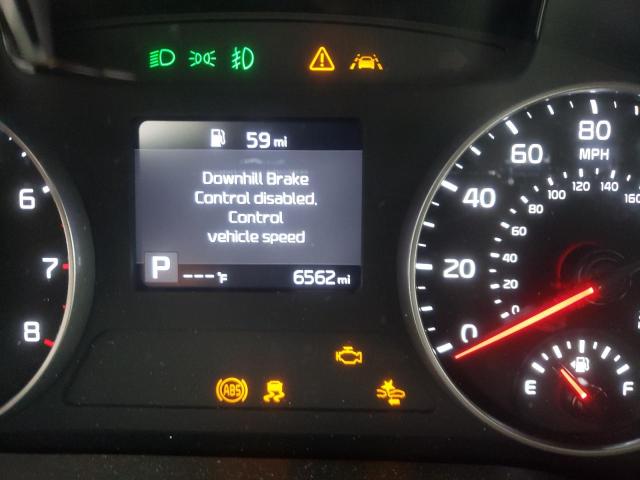 59 mi
Downhill Brake
Control disabled.
Control
vehicle speed
P ---°F 6562 mi
6
7
8
ABS
0
20
40
60
80
MPH
0
20
40
60
80
100
120
140
160
E F